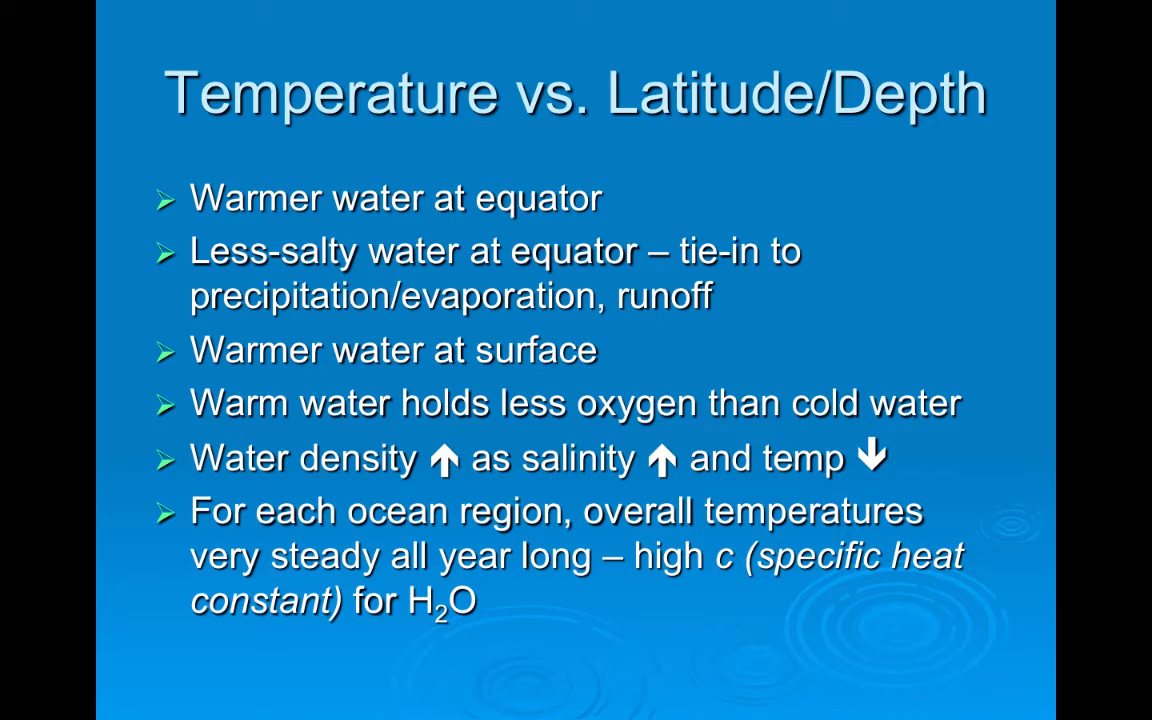 Temperature vs. Latitude/Depth
➢ Warmer water at equator
➢ Less-salty water at equator – tie-in to
precipitation/evaporation, runoff
➢ Warmer water at surface
➢ Warm water holds less oxygen than cold water
➢ Water density 🡹 as salinity 🡹 and temp 🡻
➢ For each ocean region, overall temperatures
very steady all year long – high c (specific heat
constant) for H₂O